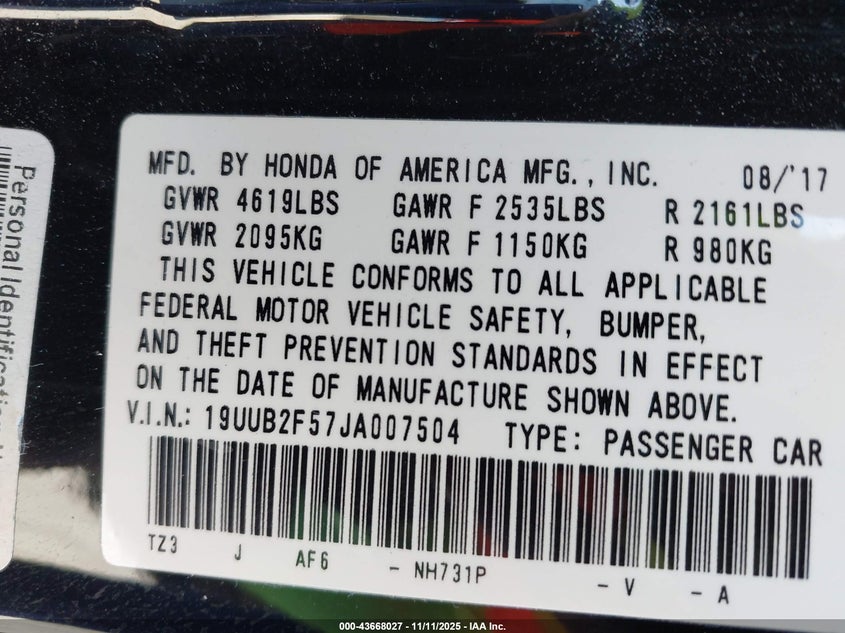 MFD. BY HONDA OF AMERICA MFG., INC. 08/'17
GVWR 4619LBS GAWR F 2535LBS R 2161LBS
GVWR 2095KG GAWR F 1150KG R 980KG
THIS VEHICLE CONFORMS TO ALL APPLICABLE
FEDERAL MOTOR VEHICLE SAFETY, BUMPER,
AND THEFT PREVENTION STANDARDS IN EFFECT
ON THE DATE OF MANUFACTURE SHOWN ABOVE.
V.I.N.: 19UUB2F57JA007504 TYPE: PASSENGER CAR
TZ3 J AF6 - NH731P - V - A
Personal Identification
000-43668027 - 11/11/2025 - IAA Inc.